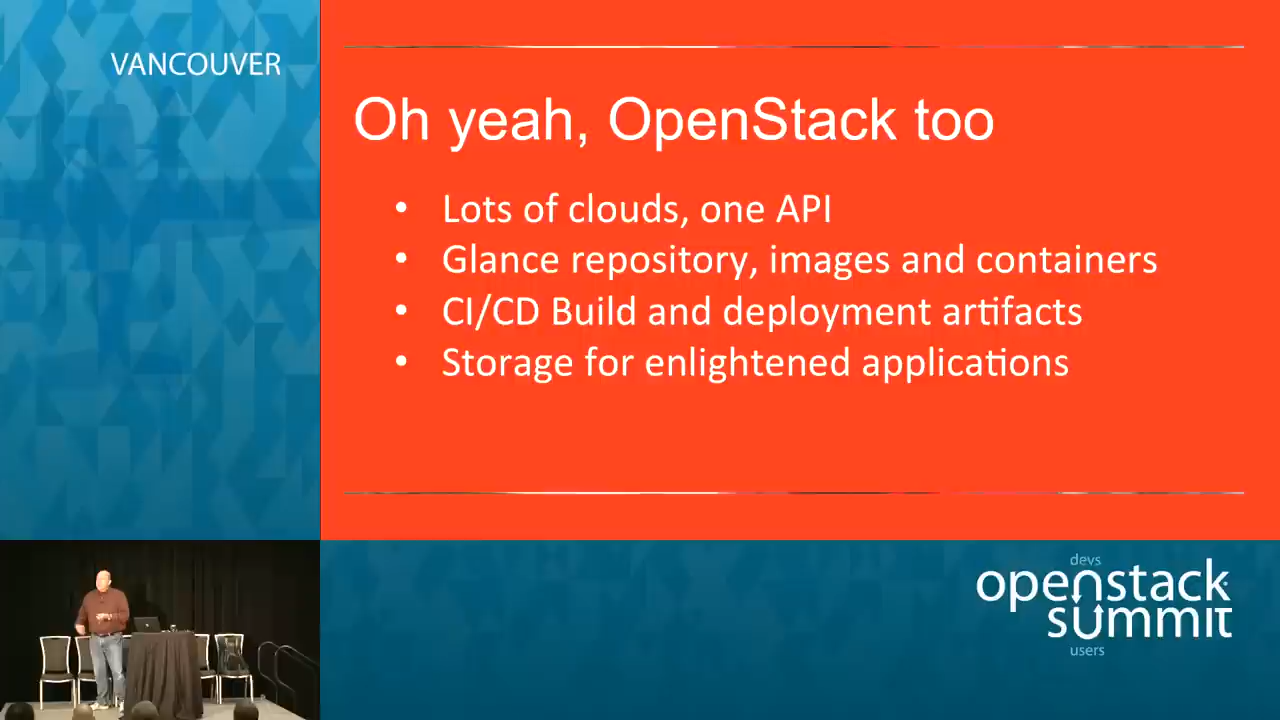 VANCOUVER
Oh yeah, OpenStack too
• Lots of clouds, one API
• Glance repository, images and containers
• CI/CD Build and deployment artifacts
• Storage for enlightened applications
devs
openstack
summit
users